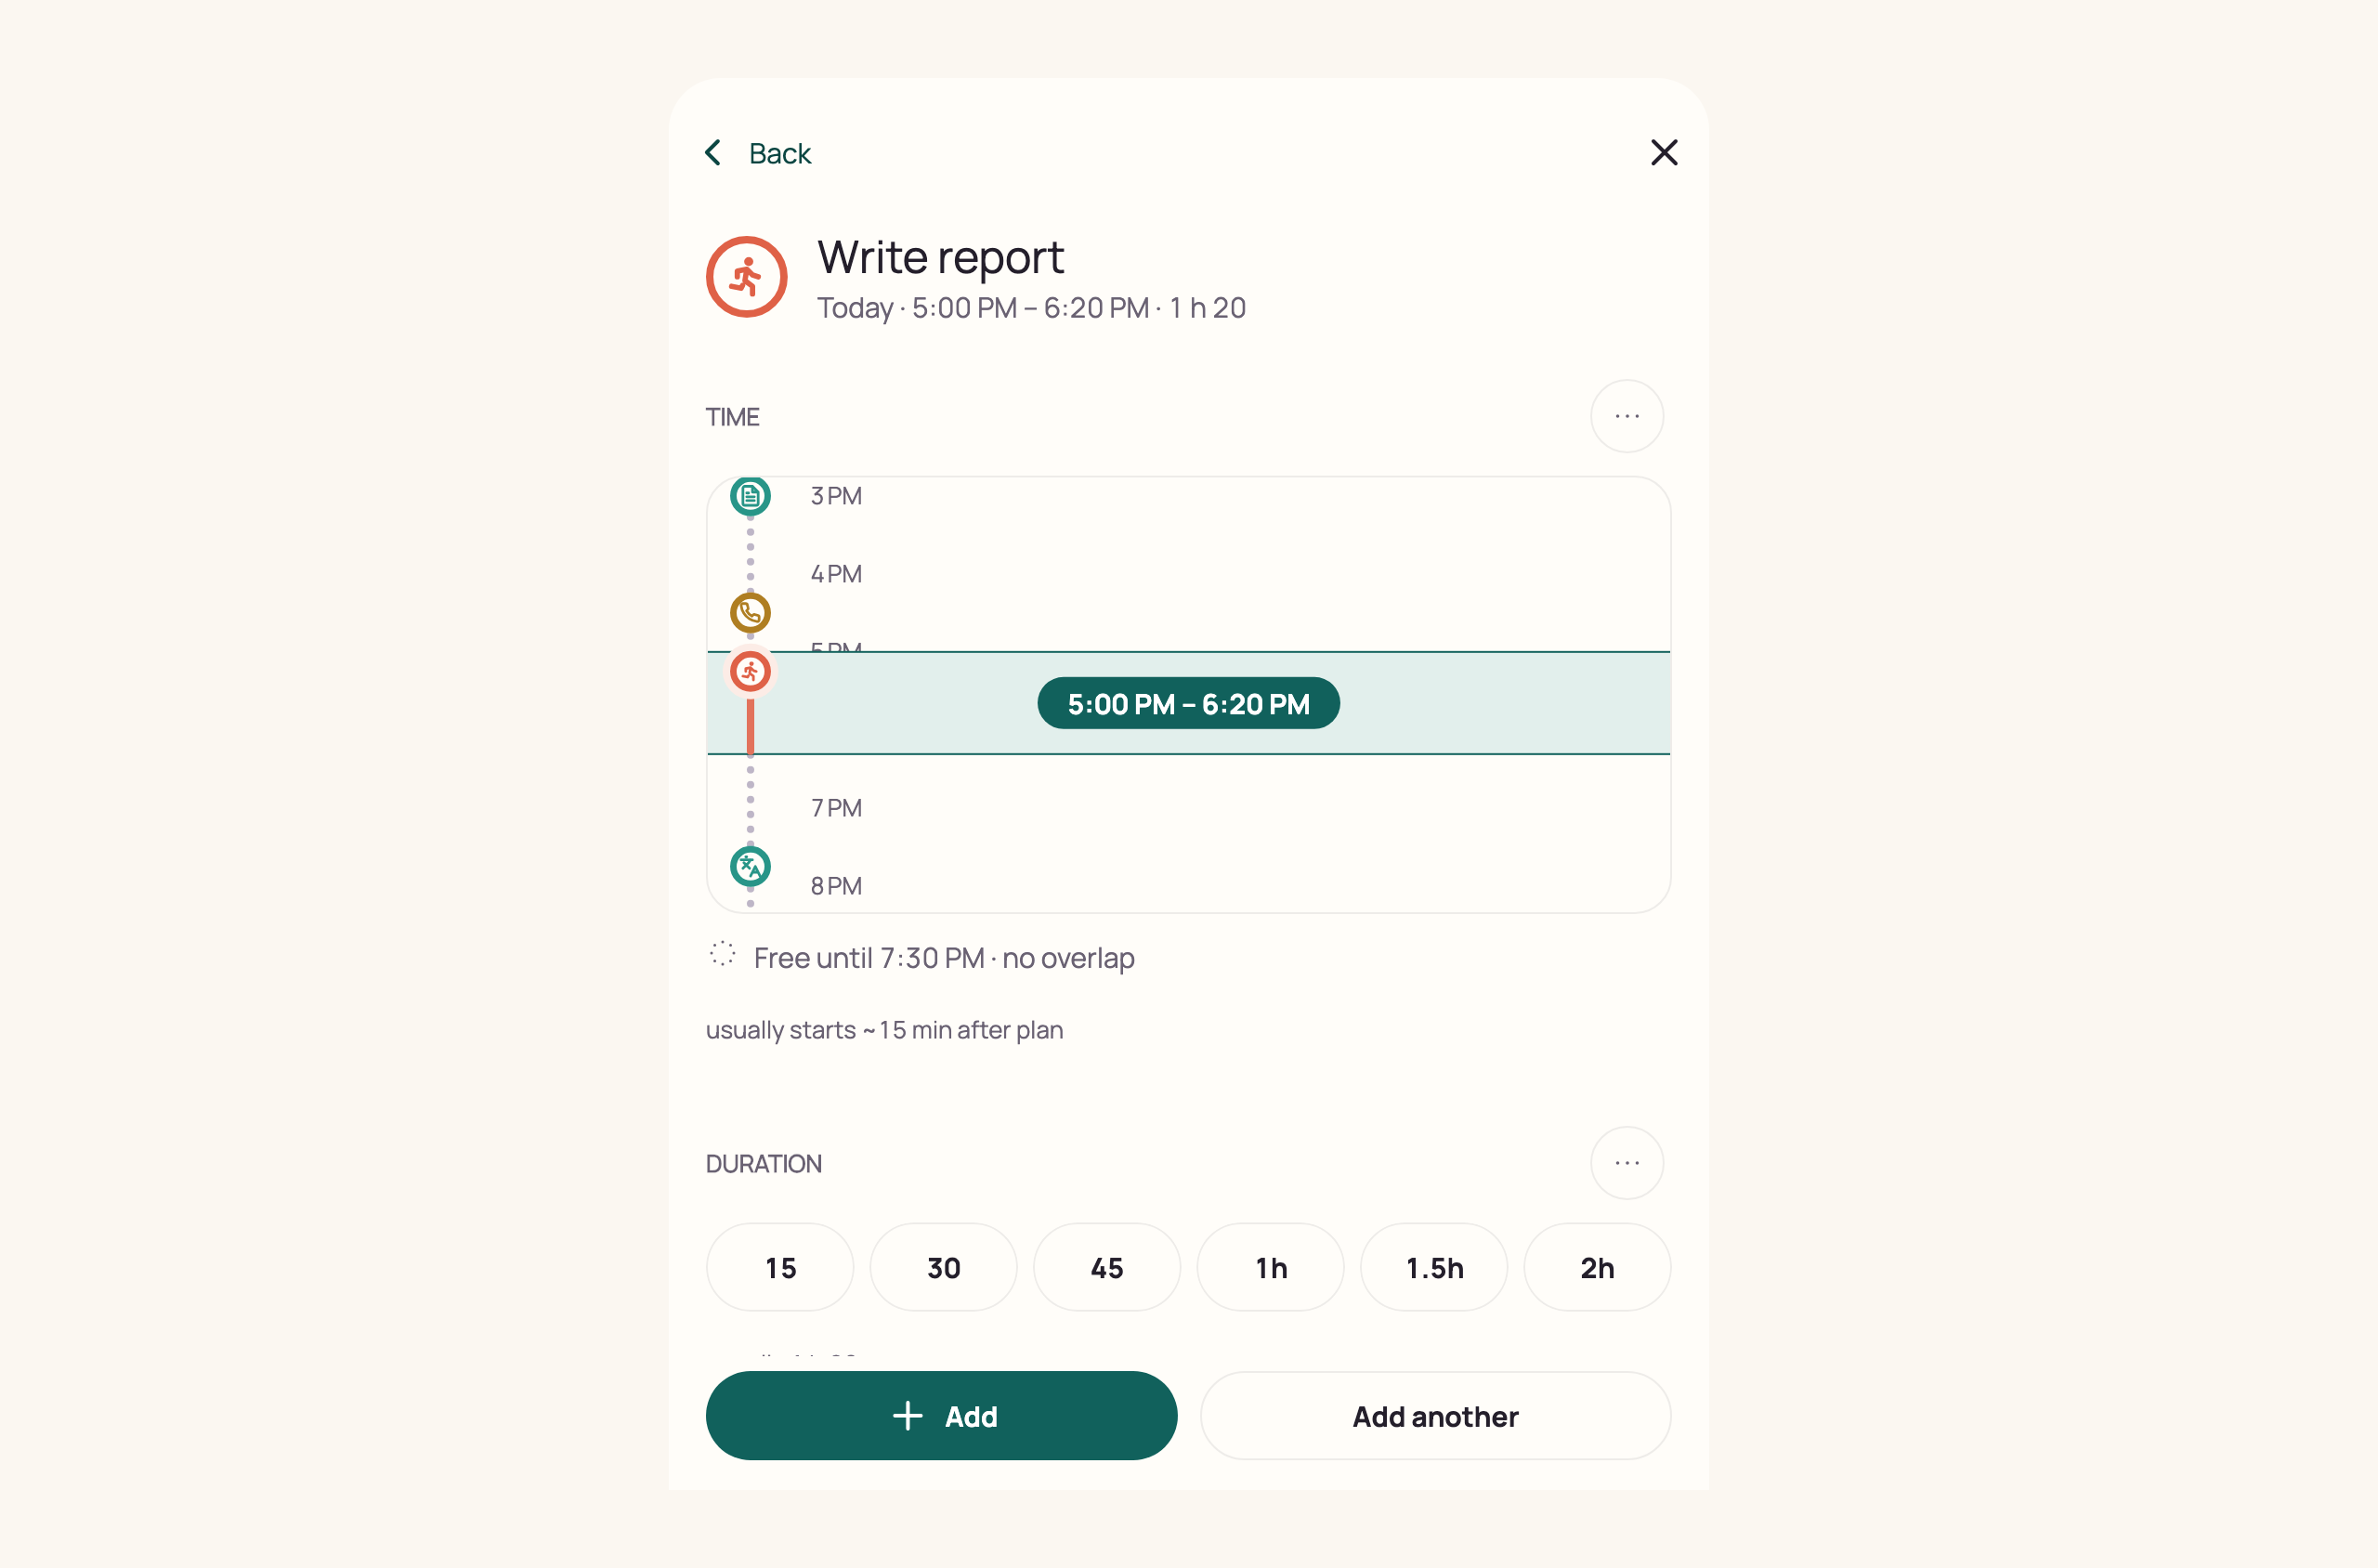 Back
Write report
Today · 5:00 PM – 6:20 PM · 1 h 20
TIME
3 PM
4 PM
5 PM
5:00 PM – 6:20 PM
7 PM
8 PM
Free until 7:30 PM · no overlap
usually starts ~15 min after plan
DURATION
15
30
45
1h
1.5h
2h
Add
Add another